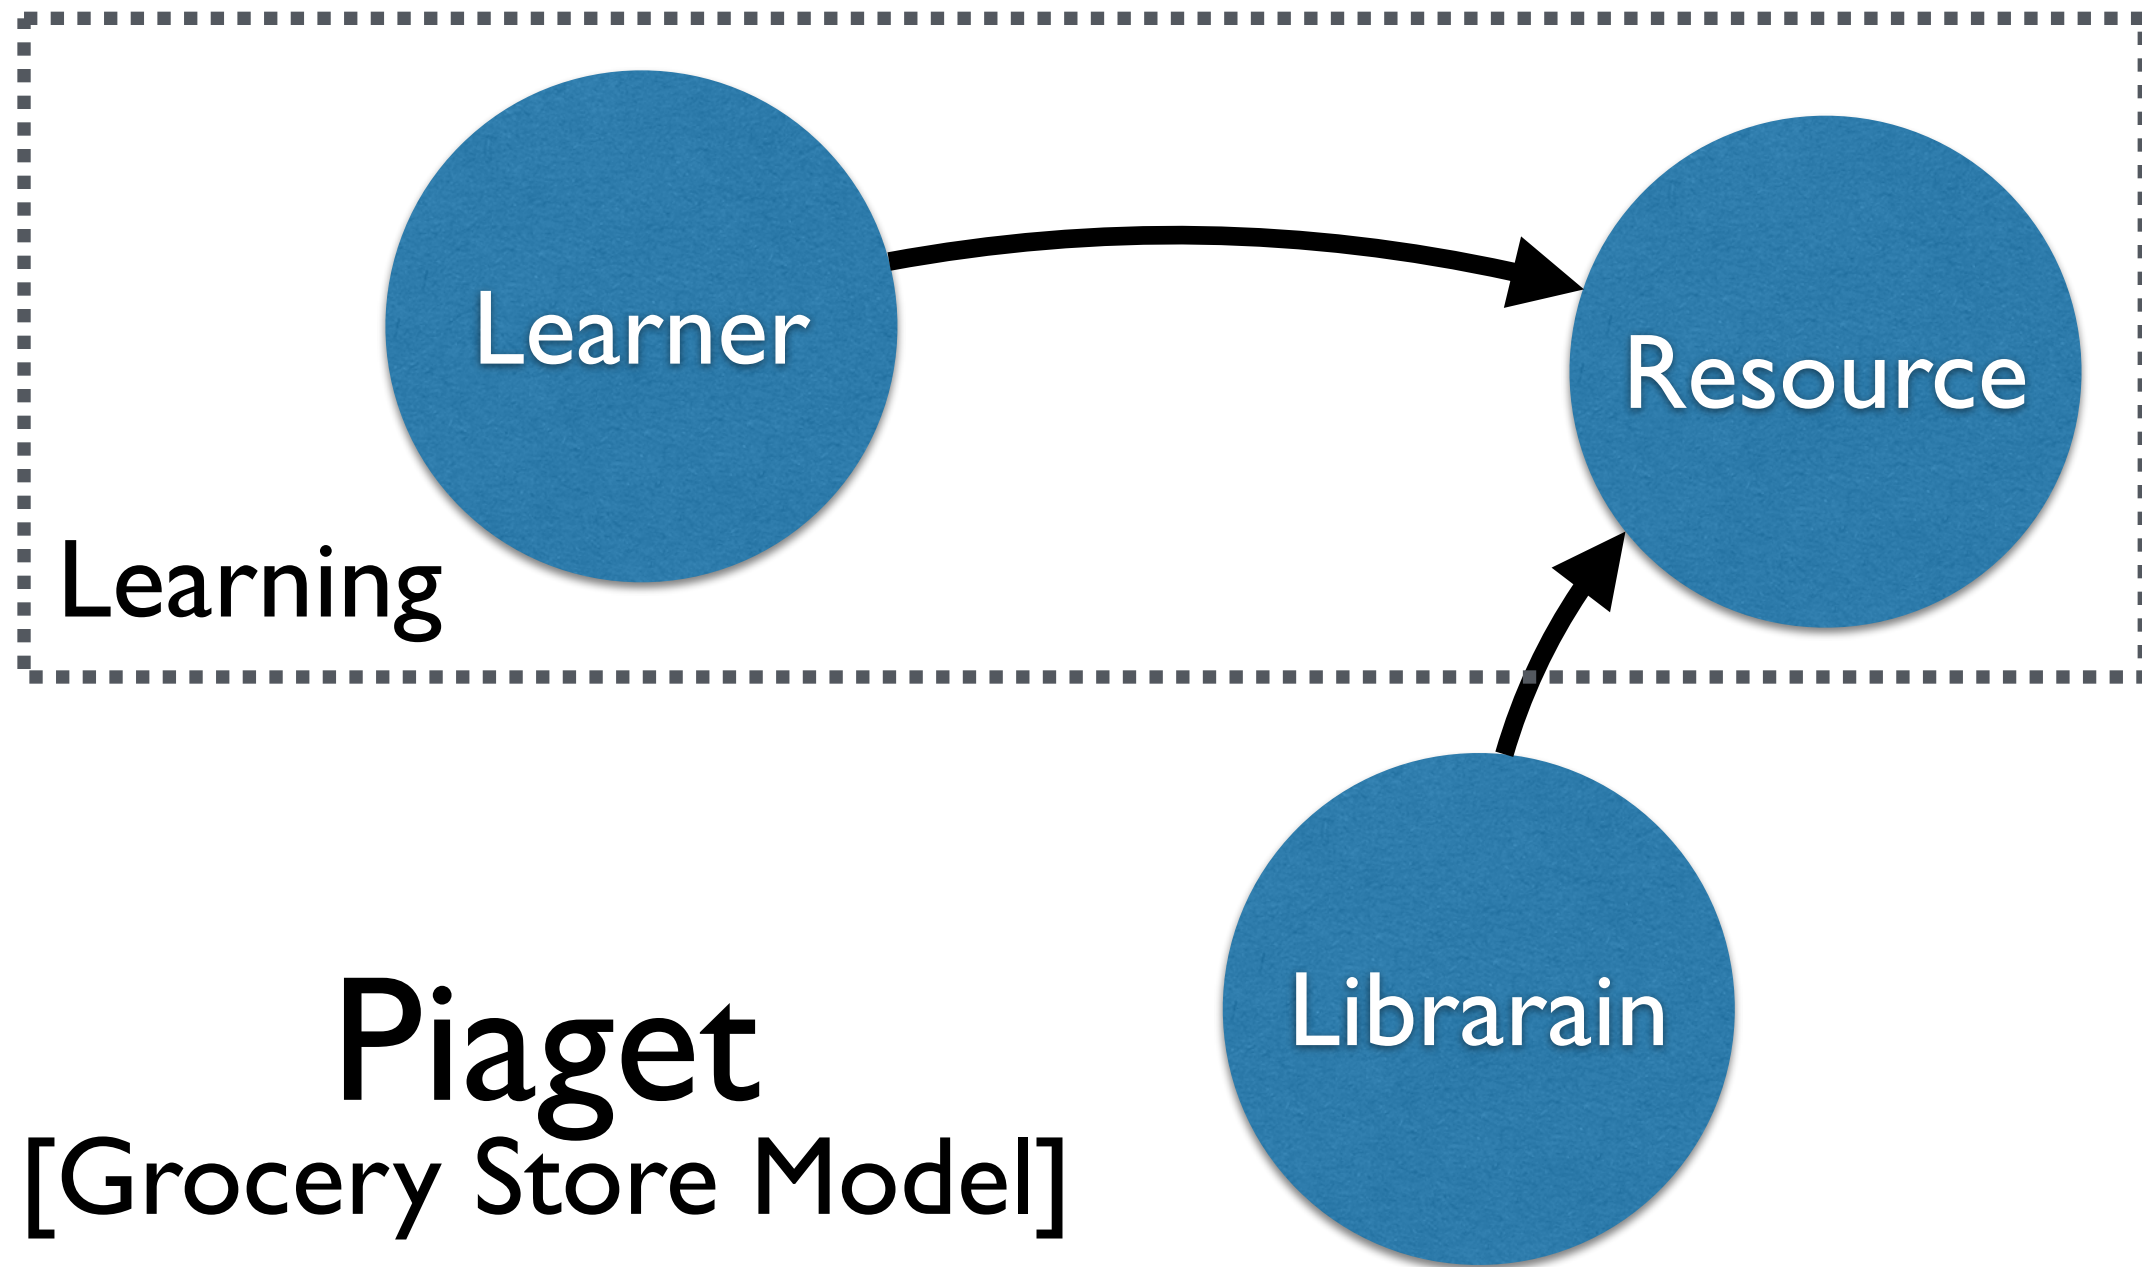 Learner
Resource
Learning
Librarain
Piaget
[Grocery Store Model]